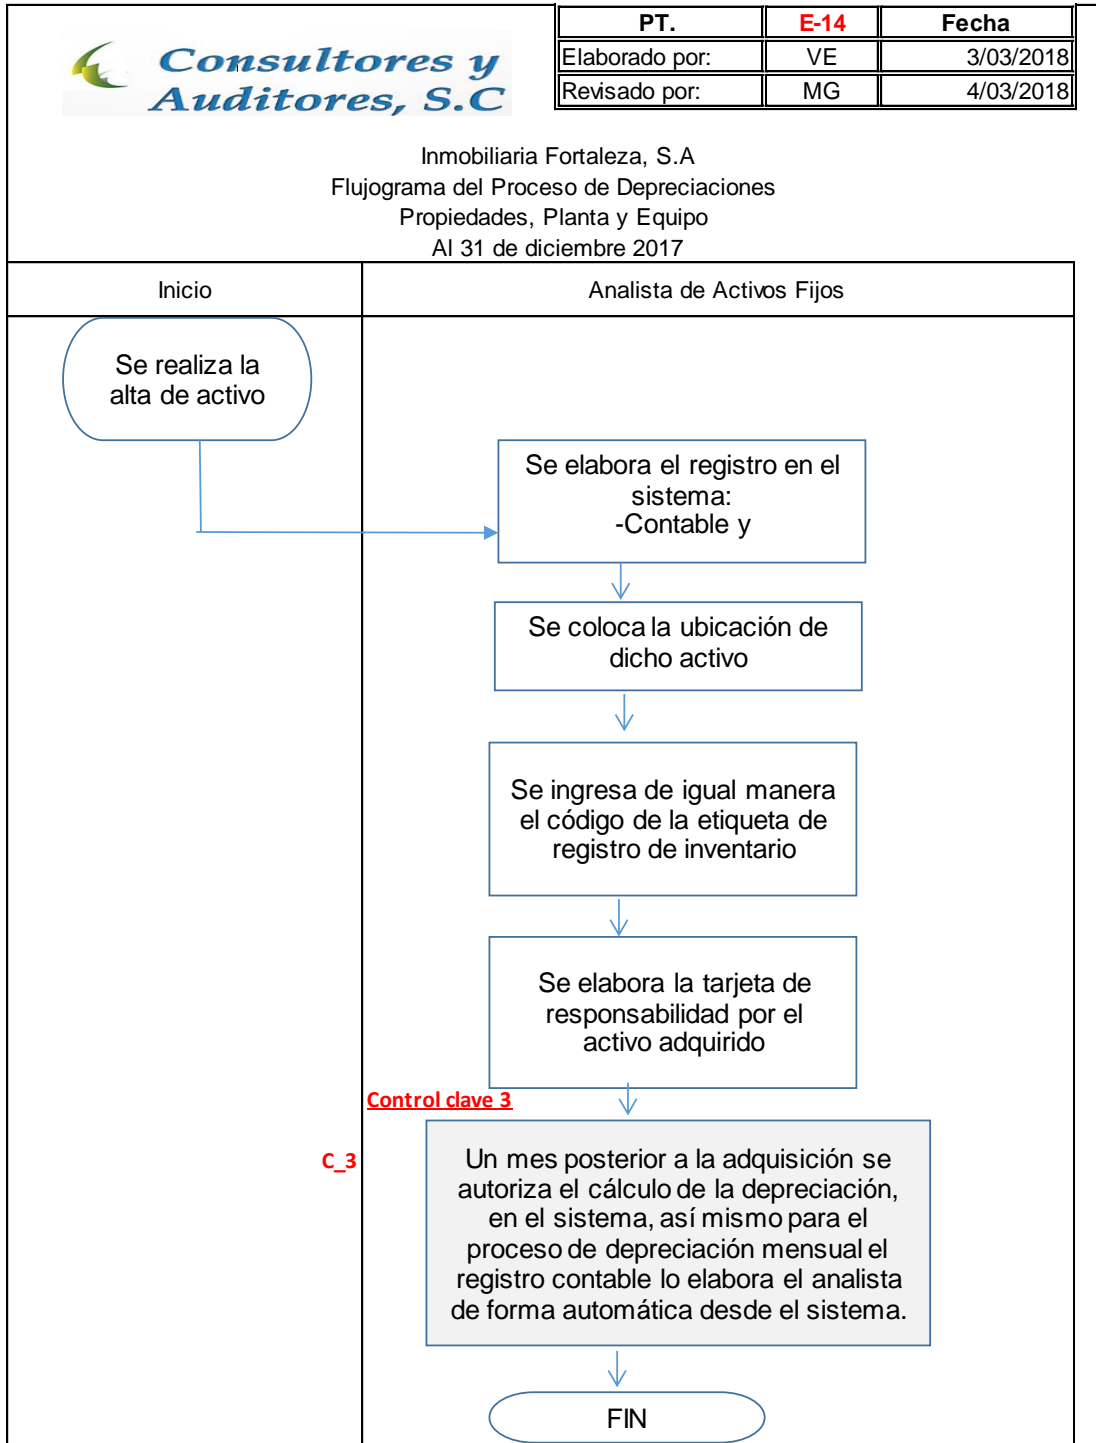 Consultores y
Auditores, S.C
PT. E-14 Fecha
Elaborado por: VE 3/03/2018
Revisado por: MG 4/03/2018
Inmobiliaria Fortaleza, S.A
Flujograma del Proceso de Depreciaciones
Propiedades, Planta y Equipo
Al 31 de diciembre 2017
Inicio Analista de Activos Fijos
Se realiza la
alta de activo
Se elabora el registro en el
sistema:
-Contable y
Se coloca la ubicación de
dicho activo
Se ingresa de igual manera
el código de la etiqueta de
registro de inventario
Se elabora la tarjeta de
responsabilidad por el
activo adquirido
Control clave 3
C_3
Un mes posterior a la adquisición se
autoriza el cálculo de la depreciación,
en el sistema, así mismo para el
proceso de depreciación mensual el
registro contable lo elabora el analista
de forma automática desde el sistema.
FIN